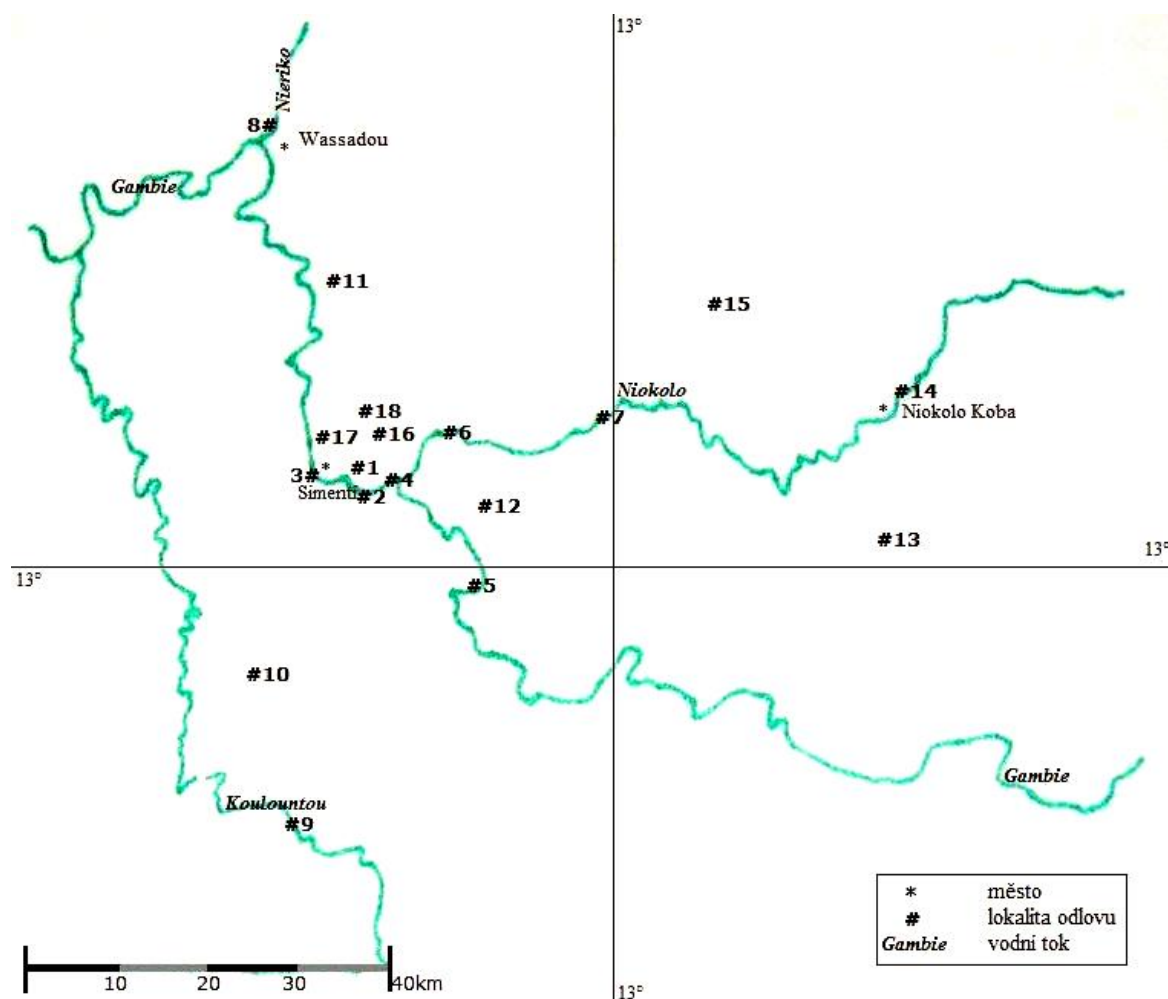 13°
Nieriko
8#
* Wassadou
Gambie
#11
#15
Niokolo
#14
* Niokolo Koba
#18
#7
#17
#16
#6
*
3#
#1
#4
Simenti
#2
#12
#13
13°
13°
#5
#10
Koulountou
#9
Gambie
* město
# lokalita odlovu
Gambie vodní tok
10 20 30 40km
13°